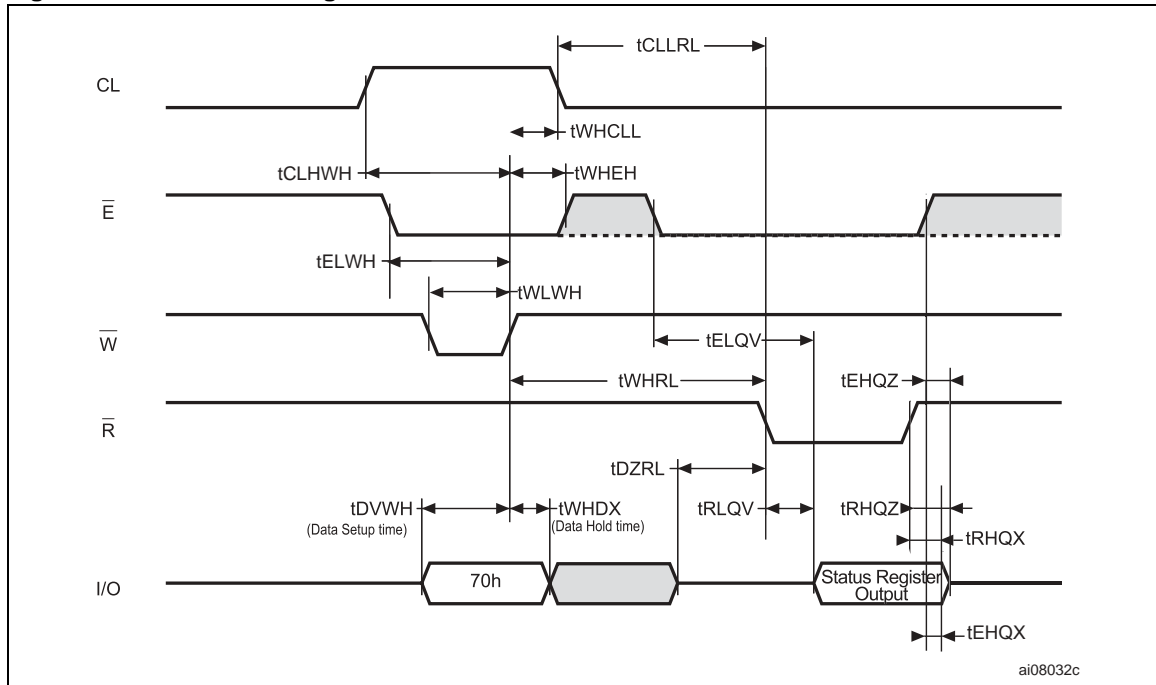 tCLLRL
CL
tWHCLL
tCLHWH
tWHEH
E
tELWH
tWLWH
W
tELQV
tWHRL
tEHQZ
R
tDZRL
tDVWH
(Data Setup time)
tWHDX
(Data Hold time)
tRLQV
tRHQZ
tRHQX
I/O
70h
Status Register
Output
tEHQX
ai08032c